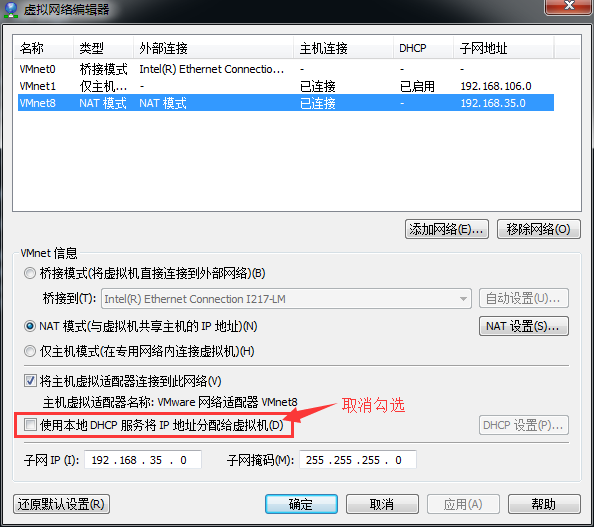 虚拟网络编辑器
名称 类型 外部连接 主机连接 DHCP 子网地址
VMnet0 桥接模式 Intel(R) Ethernet Connectio... - - -
VMnet1 仅主机... - 已连接 已启用 192.168.106.0
VMnet8 NAT 模式 NAT 模式 已连接 - 192.168.35.0
添加网络(E)... 移除网络(O)
VMnet 信息
桥接模式(将虚拟机直接连接到外部网络)(B)
桥接到(T): Intel(R) Ethernet Connection I217-LM 自动设置(U)...
NAT 模式(与虚拟机共享主机的 IP 地址)(N) NAT 设置(S)...
仅主机模式(在专用网络内连接虚拟机)(H)
将主机虚拟适配器连接到此网络(V)
主机虚拟适配器名称: VMware 网络适配器 VMnet8
取消勾选
使用本地 DHCP 服务将 IP 地址分配给虚拟机(D) DHCP 设置(P)...
子网 IP (I): 192 .168 . 35 . 0 子网掩码(M): 255 .255 .255 . 0
还原默认设置(R) 确定 取消 应用(A) 帮助